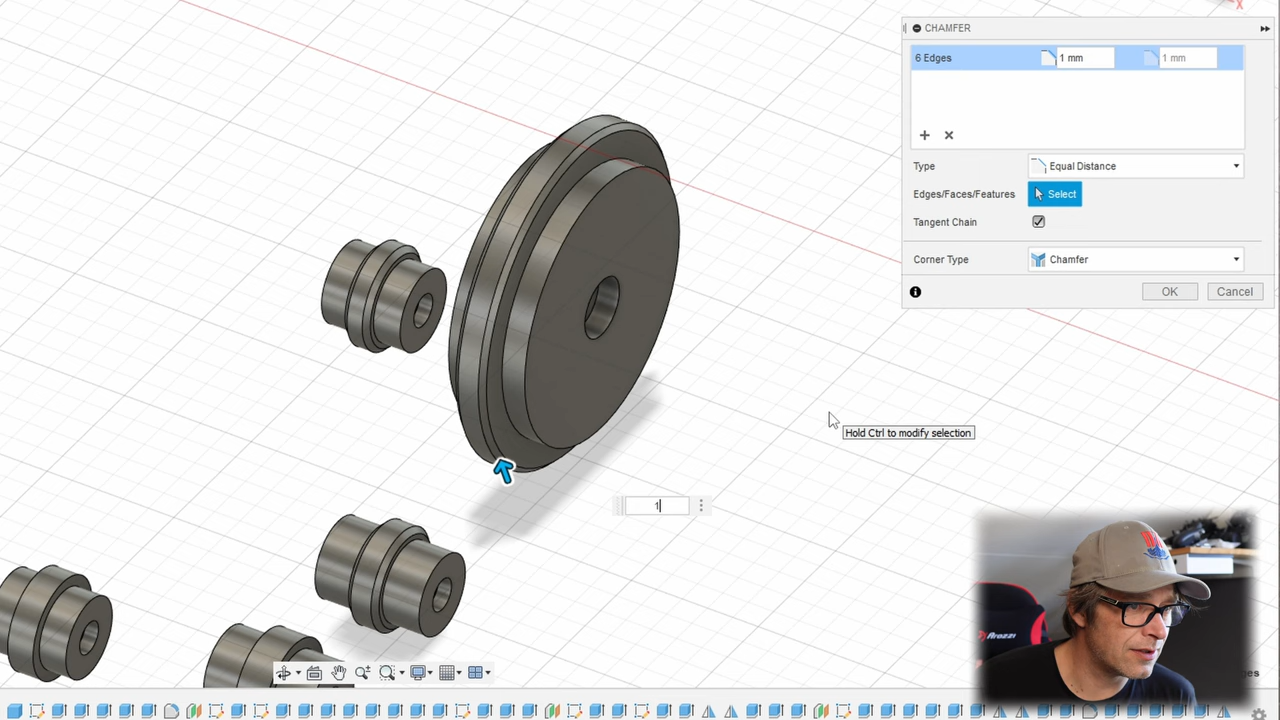 X
CHAMFER
6 Edges 1 mm 1 mm
Type Equal Distance
Edges/Faces/Features Select
Tangent Chain
Corner Type Chamfer
OK Cancel
Hold Ctrl to modify selection
1
Arozzi